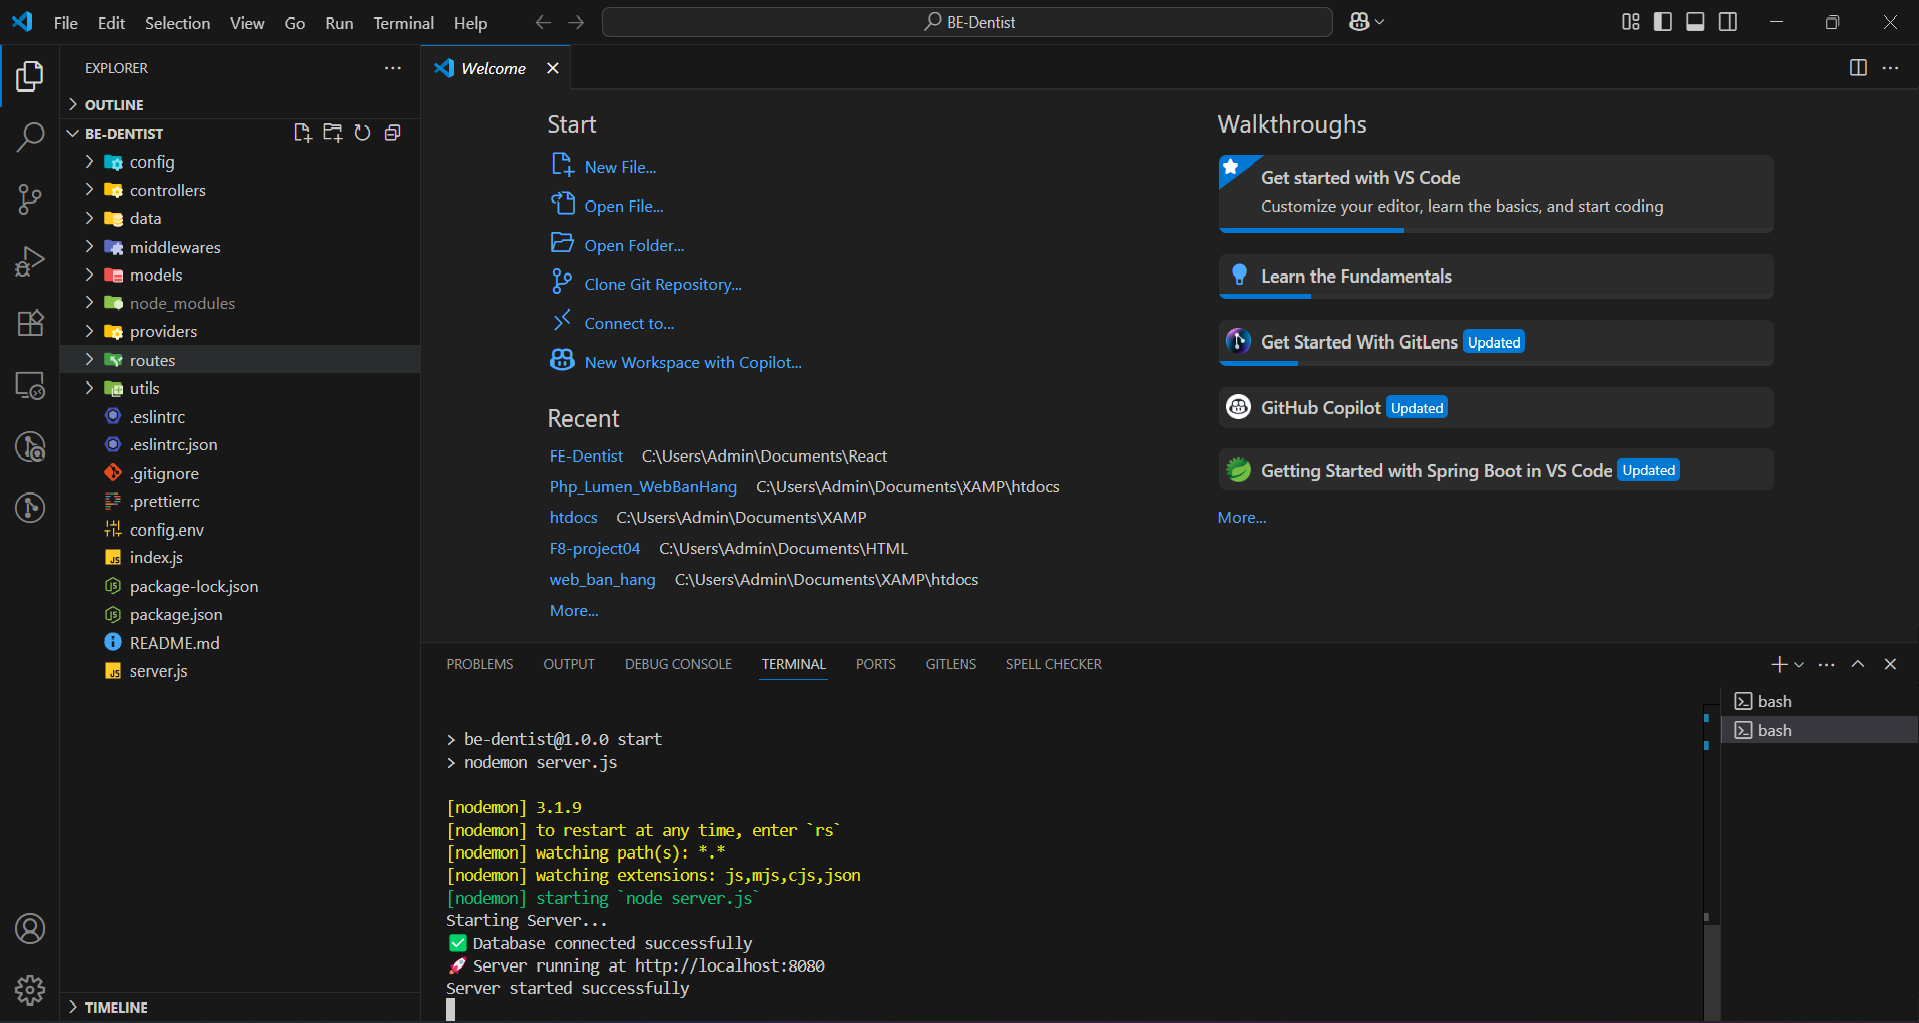 File Edit Selection View Go Run Terminal Help
BE-Dentist
EXPLORER
OUTLINE
BE-DENTIST
config
controllers
data
middlewares
models
node_modules
providers
routes
utils
.eslintrc
.eslintrc.json
.gitignore
.prettierrc
config.env
index.js
package-lock.json
package.json
README.md
server.js
TIMELINE
Welcome
Start
New File...
Open File...
Open Folder...
Clone Git Repository...
Connect to...
New Workspace with Copilot...
Recent
FE-Dentist C:\Users\Admin\Documents\React
Php_Lumen_WebBanHang C:\Users\Admin\Documents\XAMP\htdocs
htdocs C:\Users\Admin\Documents\XAMP
F8-project04 C:\Users\Admin\Documents\HTML
web_ban_hang C:\Users\Admin\Documents\XAMP\htdocs
More...
Walkthroughs
Get started with VS Code
Customize your editor, learn the basics, and start coding
Learn the Fundamentals
Get Started With GitLens Updated
GitHub Copilot Updated
Getting Started with Spring Boot in VS Code Updated
More...
PROBLEMS OUTPUT DEBUG CONSOLE TERMINAL PORTS GITLENS SPELL CHECKER
> be-dentist@1.0.0 start
> nodemon server.js
[nodemon] 3.1.9
[nodemon] to restart at any time, enter `rs`
[nodemon] watching path(s): *.*
[nodemon] watching extensions: js,mjs,cjs,json
[nodemon] starting `node server.js`
Starting Server...
✅ Database connected successfully
🚀 Server running at http://localhost:8080
Server started successfully
bash
bash